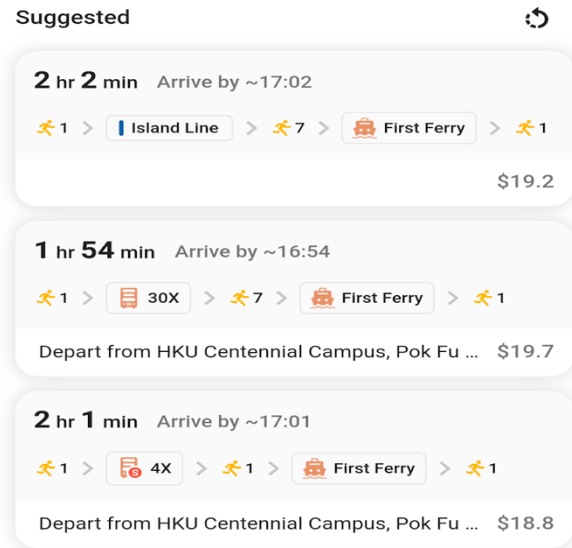 Suggested
2 hr 2 min Arrive by ~17:02
1 > Island Line > 7 > First Ferry > 1
$19.2
1 hr 54 min Arrive by ~16:54
1 > 30X > 7 > First Ferry > 1
Depart from HKU Centennial Campus, Pok Fu ... $19.7
2 hr 1 min Arrive by ~17:01
1 > S 4X > 1 > First Ferry > 1
Depart from HKU Centennial Campus, Pok Fu ... $18.8